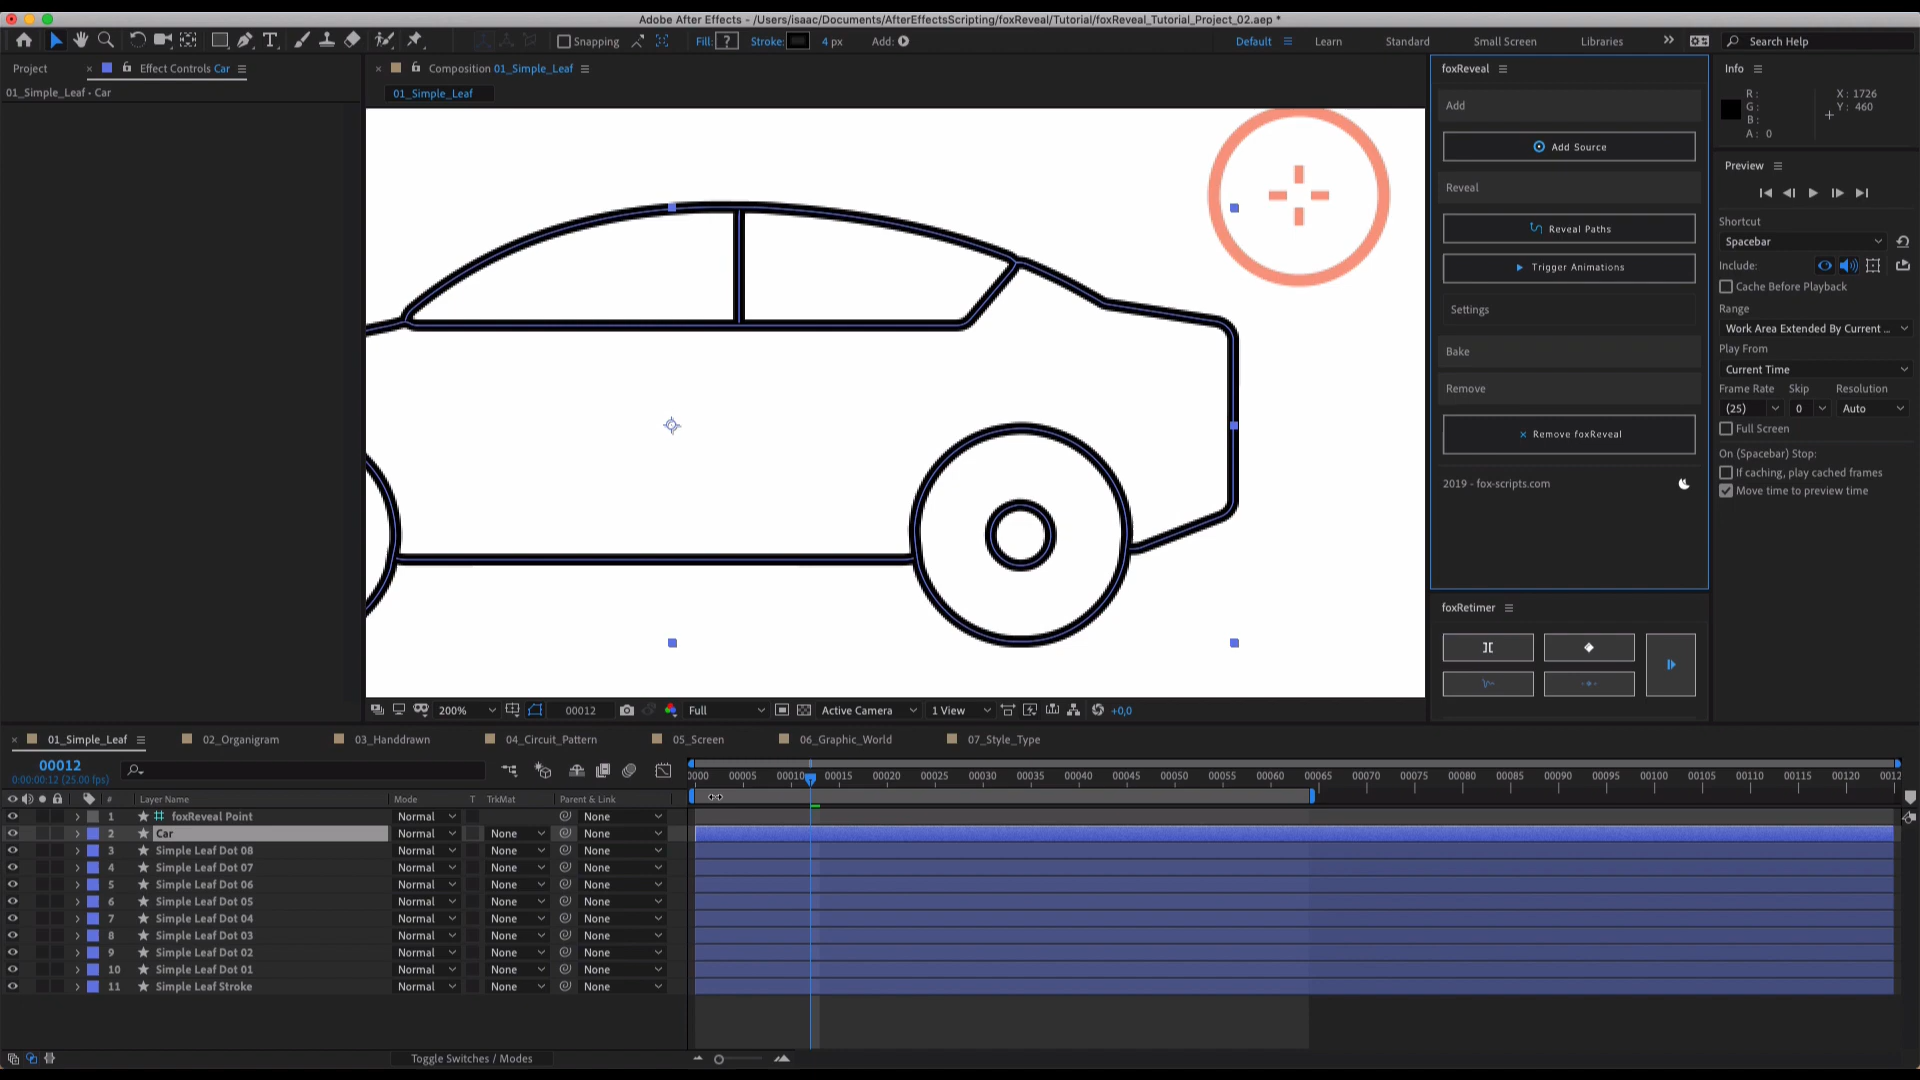 Adobe After Effects - /Users/isaac/Documents/AfterEffectsScripting/foxReveal/Tutorial/foxReveal_Tutorial_Project_02.aep *
Snapping
Fill: ?
Stroke:
4 px
Add:
Default
Learn
Standard
Small Screen
Libraries
Search Help
Project
Effect Controls Car
01_Simple_Leaf • Car
Composition 01_Simple_Leaf
01_Simple_Leaf
foxReveal
Add
Add Source
Reveal
Reveal Paths
Trigger Animations
Settings
Bake
Remove
Remove foxReveal
2019 - fox-scripts.com
foxRetimer
Info
R :
G :
B :
A : 0
X : 1726
Y : 460
Preview
Shortcut
Spacebar
Include:
Cache Before Playback
Range
Work Area Extended By Current ...
Play From
Current Time
Frame Rate Skip Resolution
(25) 0 Auto
Full Screen
On (Spacebar) Stop:
If caching, play cached frames
Move time to preview time
200%
00012
Full
Active Camera
1 View
+0,0
01_Simple_Leaf
02_Organigram
03_Handdrawn
04_Circuit_Pattern
05_Screen
06_Graphic_World
07_Style_Type
00012
0:00:00:12 (25.00 fps)
0000 00005 00010 00015 00020 00025 00030 00035 00040 00045 00050 00055 00060 00065 00070 00075 00080 00085 00090 00095 00100 00105 00110 00115 00120 0012
# Layer Name Mode T TrkMat Parent & Link
1 foxReveal Point Normal None
2 Car Normal None None
3 Simple Leaf Dot 08 Normal None None
4 Simple Leaf Dot 07 Normal None None
5 Simple Leaf Dot 06 Normal None None
6 Simple Leaf Dot 05 Normal None None
7 Simple Leaf Dot 04 Normal None None
8 Simple Leaf Dot 03 Normal None None
9 Simple Leaf Dot 02 Normal None None
10 Simple Leaf Dot 01 Normal None None
11 Simple Leaf Stroke Normal None None
Toggle Switches / Modes